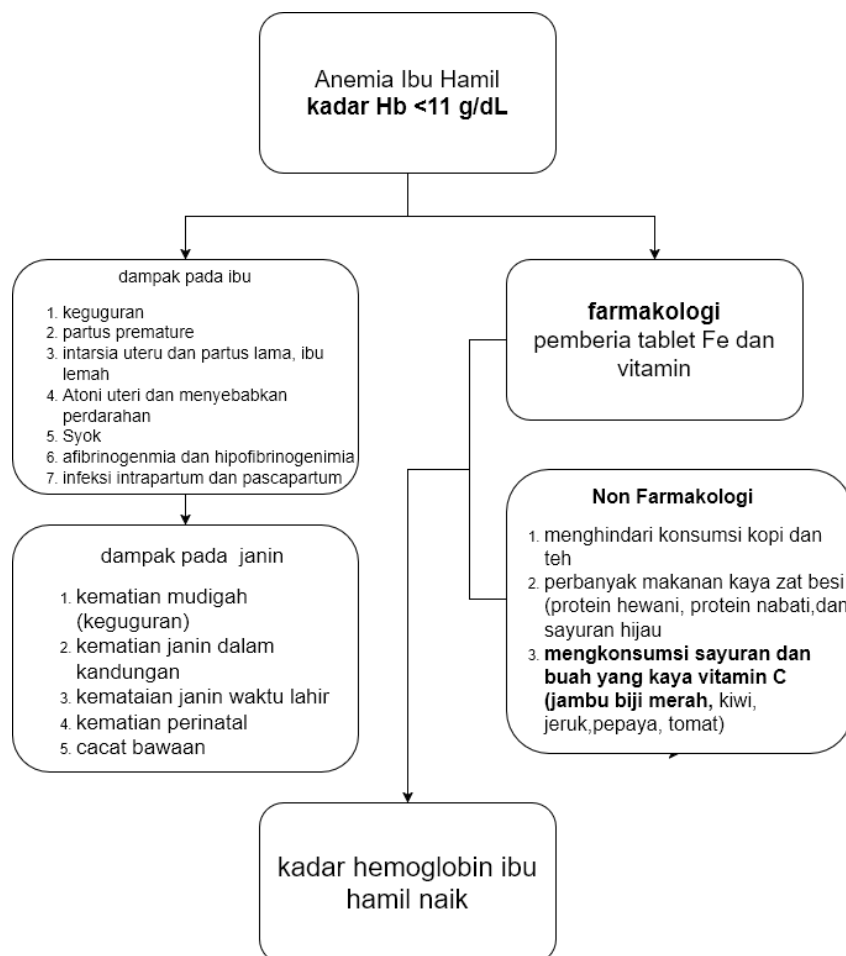 Anemia Ibu Hamil
kadar Hb <11 g/dL
dampak pada ibu
1. keguguran
2. partus premature
3. intarsia uteru dan partus lama, ibu
lemah
4. Atoni uteri dan menyebabkan
perdarahan
5. Syok
6. afibrinogenmia dan hipofibrinogenimia
7. infeksi intrapartum dan pascapartum
farmakologi
pemberia tablet Fe dan
vitamin
dampak pada janin
1. kematian mudigah
(keguguran)
2. kematian janin dalam
kandungan
3. kemataian janin waktu lahir
4. kematian perinatal
5. cacat bawaan
Non Farmakologi
1. menghindari konsumsi kopi dan
teh
2. perbanyak makanan kaya zat besi
(protein hewani, protein nabati,dan
sayuran hijau
3. mengkonsumsi sayuran dan
buah yang kaya vitamin C
(jambu biji merah, kiwi,
jeruk,pepaya, tomat)
kadar hemoglobin ibu
hamil naik